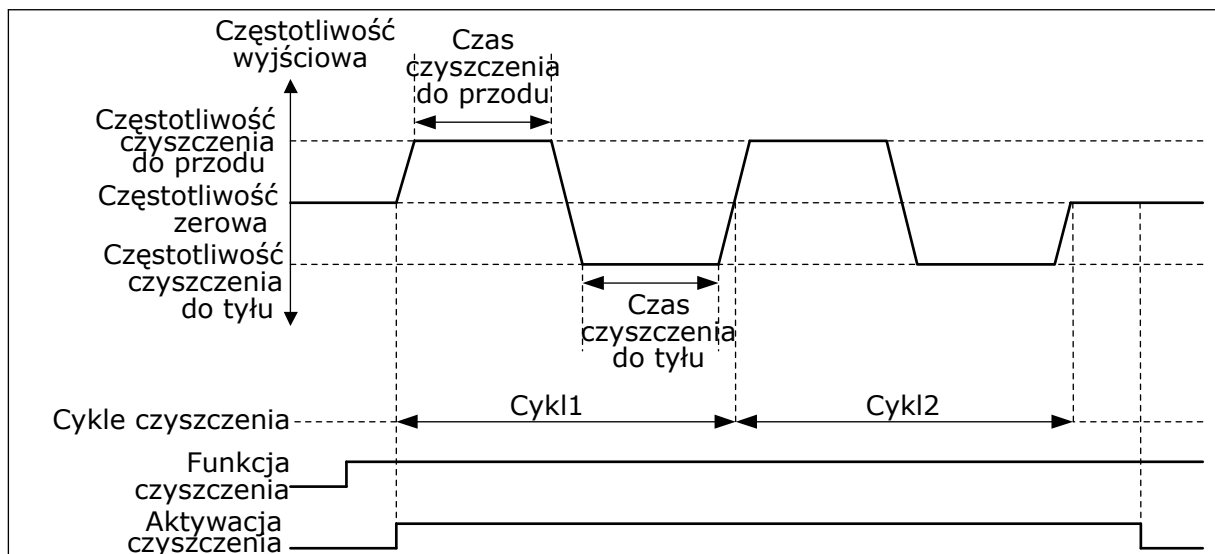 Częstotliwość
wyjściowa
Czas
czyszczenia
do przodu
Częstotliwość
czyszczenia
do przodu
Częstotliwość
zerowa
Częstotliwość
czyszczenia
do tyłu
Czas
czyszczenia
do tyłu
Cykle czyszczenia
Cykl1
Cykl2
Funkcja
czyszczenia
Aktywacja
czyszczenia